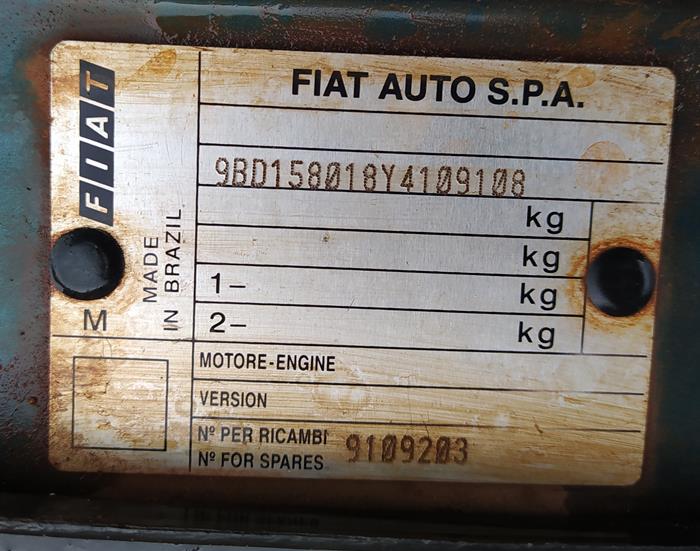 FIAT
FIAT AUTO S.P.A.
9BD158018Y4109108
kg
kg
1– kg
2– kg
MADE
IN BRAZIL
M
MOTORE-ENGINE
VERSION
Nº PER RICAMBI 9109203
Nº FOR SPARES